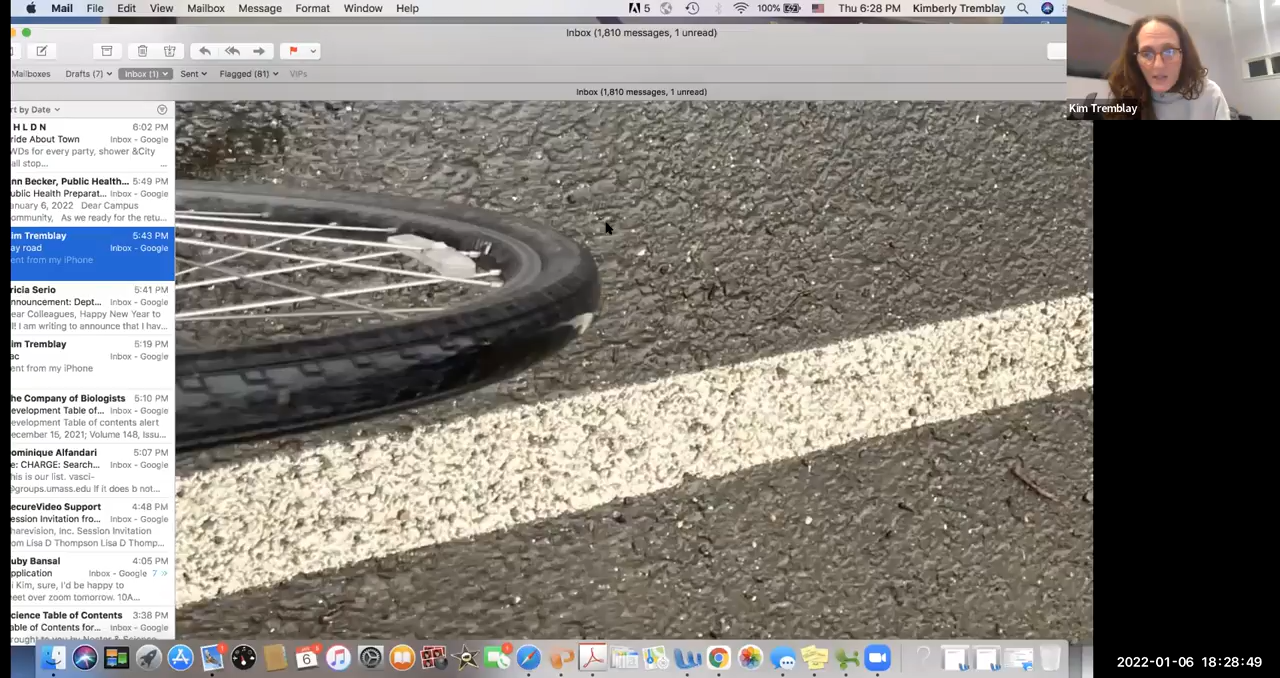 Mail File Edit View Mailbox Message Format Window Help 5 100% Thu 6:28 PM Kimberly Tremblay
Inbox (1,810 messages, 1 unread)
Mailboxes Drafts (7) Inbox (1) Sent Flagged (81) VIPs
Inbox (1,810 messages, 1 unread)
rt by Date
H L D N 6:02 PM
ride About Town Inbox - Google
WDs for every party, shower &City
all stop... ...
nn Becker, Public Health... 5:49 PM
ublic Health Preparat... Inbox - Google
anuary 6, 2022 Dear Campus
ommunity, As we ready for the retu...
im Tremblay 5:43 PM
ay road Inbox - Google
ent from my iPhone
ricia Serio 5:41 PM
nnouncement: Dept... Inbox - Google
ear Colleagues, Happy New Year to
l! I am writing to announce that I hav...
im Tremblay 5:19 PM
ac Inbox - Google
ent from my iPhone
he Company of Biologists 5:10 PM
evelopment Table of... Inbox - Google
evelopment Table of contents alert
ecember 15, 2021; Volume 148, Issu...
ominique Alfandari 5:07 PM
e: CHARGE: Search... Inbox - Google
his is our list. vasci-
@groups.umass.edu If it does b not...
ecureVideo Support 4:48 PM
ession Invitation fro... Inbox - Google
harevision, Inc. Session Invitation
om Lisa D Thompson Lisa D Thomp...
uby Bansal 4:05 PM
pplication Inbox - Google 7
i Kim, sure, I'd be happy to
eet over zoom tomorrow. 10A...
cience Table of Contents 3:38 PM
able of Contents for... Inbox - Google
Kim Tremblay
6
2022-01-06 18:28:49